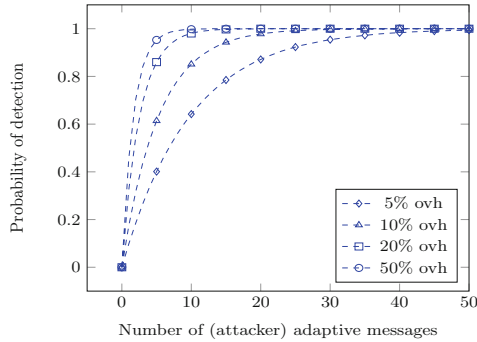 1
0.8
0.6
0.4
0.2
0
Probability of detection
5% ovh
10% ovh
20% ovh
50% ovh
0 10 20 30 40 50
Number of (attacker) adaptive messages